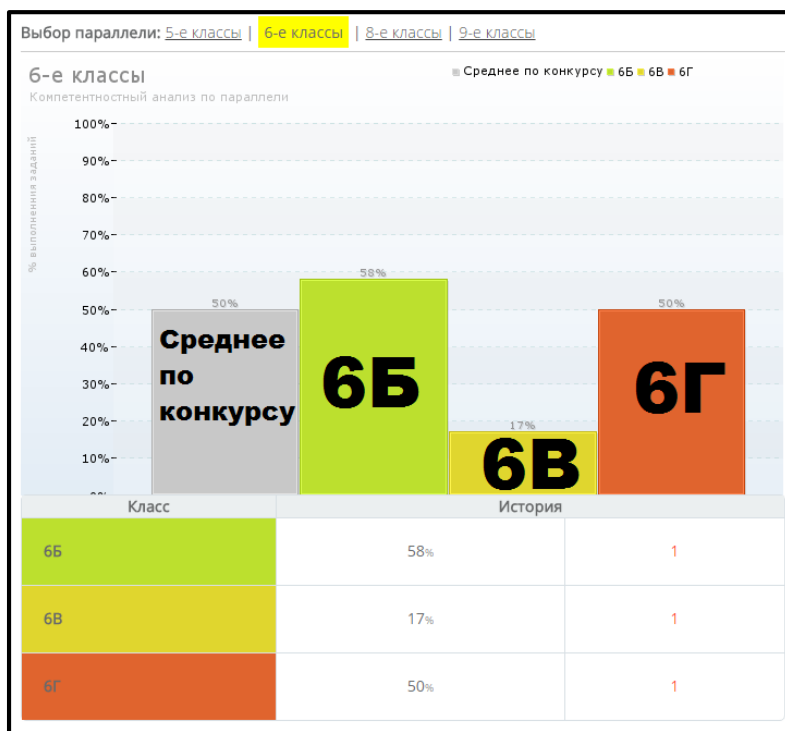 Выбор параллели: 5-е классы | 6-е классы | 8-е классы | 9-е классы
6-е классы
Среднее по конкурсу 6Б 6В 6Г
Компетентностный анализ по параллели
% выполнения заданий
100%
90%
80%
70%
60%
50%
40%
30%
20%
10%
0%
50%
58%
17%
50%
Среднее
по
конкурсу
6Б
6В
6Г
Класс История
6Б 58% 1
6В 17% 1
6Г 50% 1